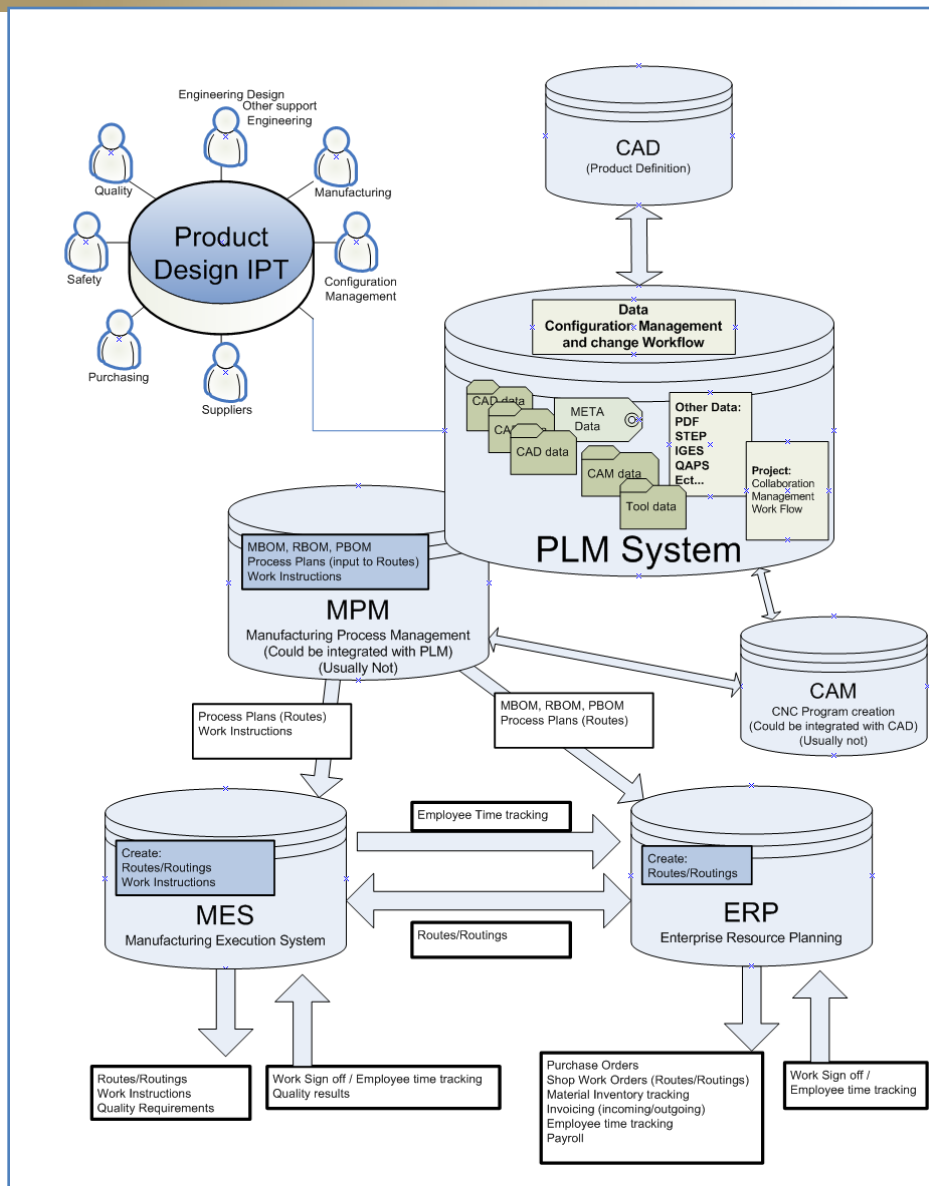 Engineering Design
Other support
Engineering
Quality
Manufacturing
Safety
Configuration
Management
Purchasing
Suppliers
Product
Design IPT
CAD
(Product Definition)
Data
Configuration Management
and change Workflow
CAD data
CAD data
CAD data
META
Data
CAM data
Tool data
Other Data:
PDF
STEP
IGES
QAPS
Ect...
Project:
Collaboration
Management
Work Flow
PLM System
MBOM, RBOM, PBOM
Process Plans (input to Routes)
Work Instructions
MPM
Manufacturing Process Management
(Could be integrated with PLM)
(Usually Not)
CAM
CNC Program creation
(Could be integrated with CAD)
(Usually not)
Process Plans (Routes)
Work Instructions
MBOM, RBOM, PBOM
Process Plans (Routes)
Employee Time tracking
Create:
Routes/Routings
Work Instructions
MES
Manufacturing Execution System
Routes/Routings
Create:
Routes/Routings
ERP
Enterprise Resource Planning
Routes/Routings
Work Instructions
Quality Requirements
Work Sign off / Employee time tracking
Quality results
Purchase Orders
Shop Work Orders (Routes/Routings)
Material Inventory tracking
Invoicing (incoming/outgoing)
Employee time tracking
Payroll
Work Sign off /
Employee time tracking